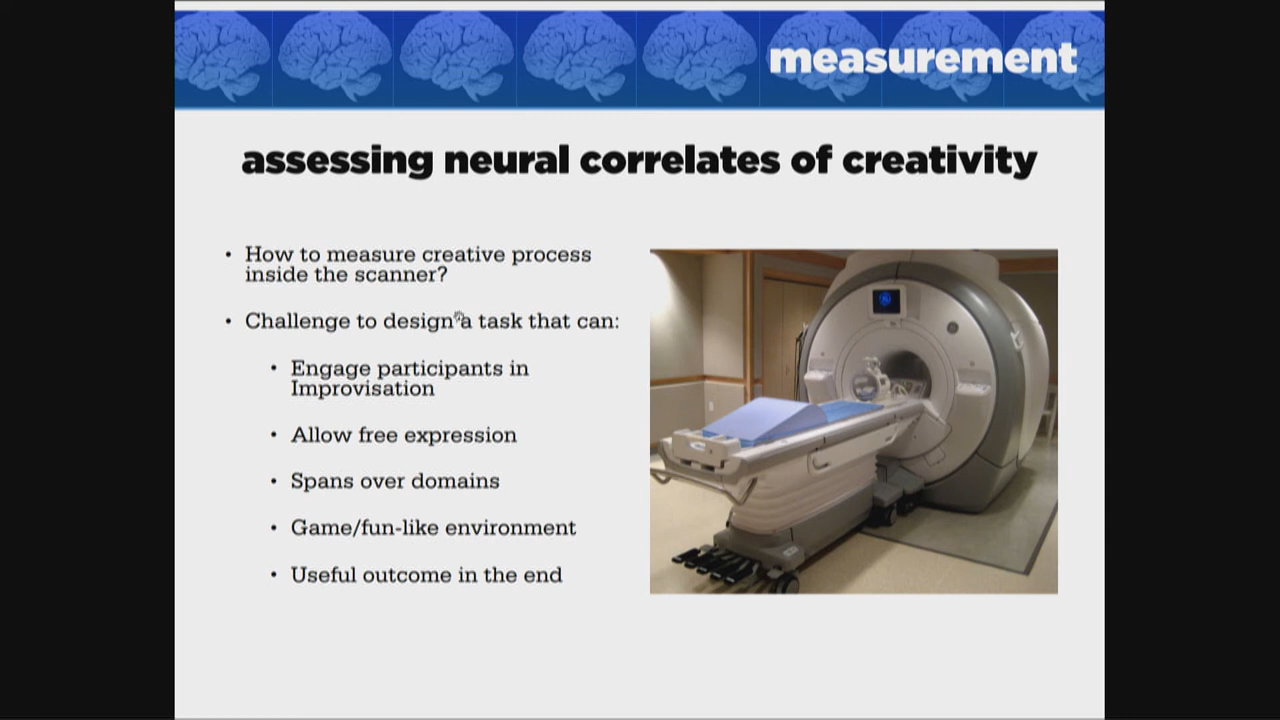 measurement
assessing neural correlates of creativity
• How to measure creative process
inside the scanner?
• Challenge to design a task that can:
• Engage participants in
Improvisation
• Allow free expression
• Spans over domains
• Game/fun-like environment
• Useful outcome in the end